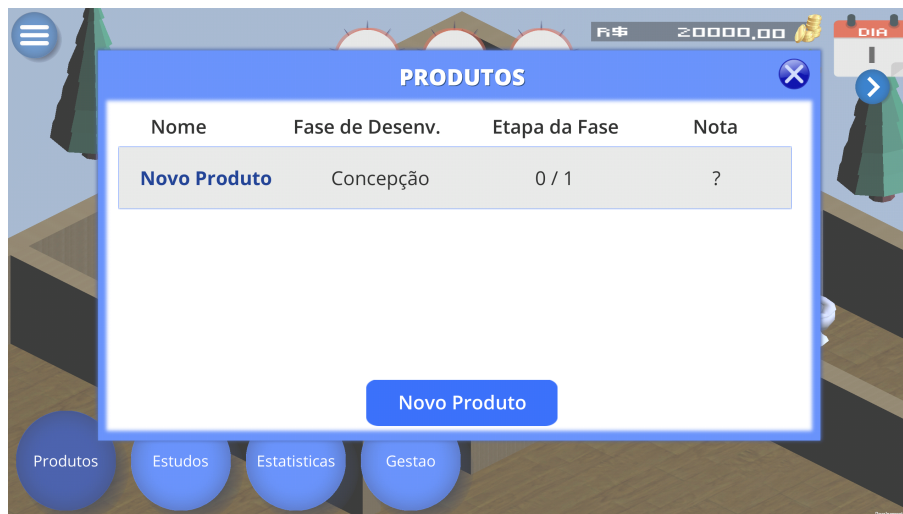 R$ 20000,00
DIA
1
PRODUTOS
Nome Fase de Desenv. Etapa da Fase Nota
Novo Produto Concepção 0 / 1 ?
Novo Produto
Produtos Estudos Estatisticas Gestao